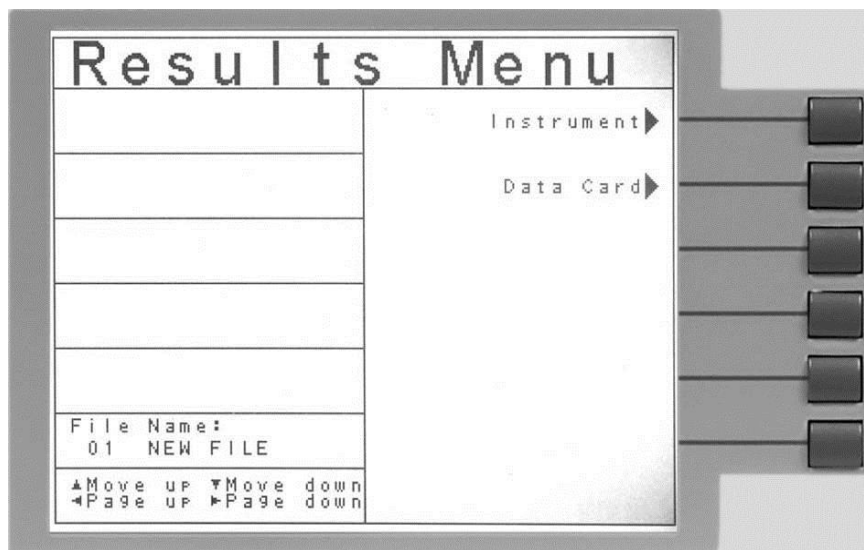 Results Menu
Instrument▶
Data Card▶
File Name:
01 NEW FILE
▲Move up ▼Move down
◄Page up ►Page down